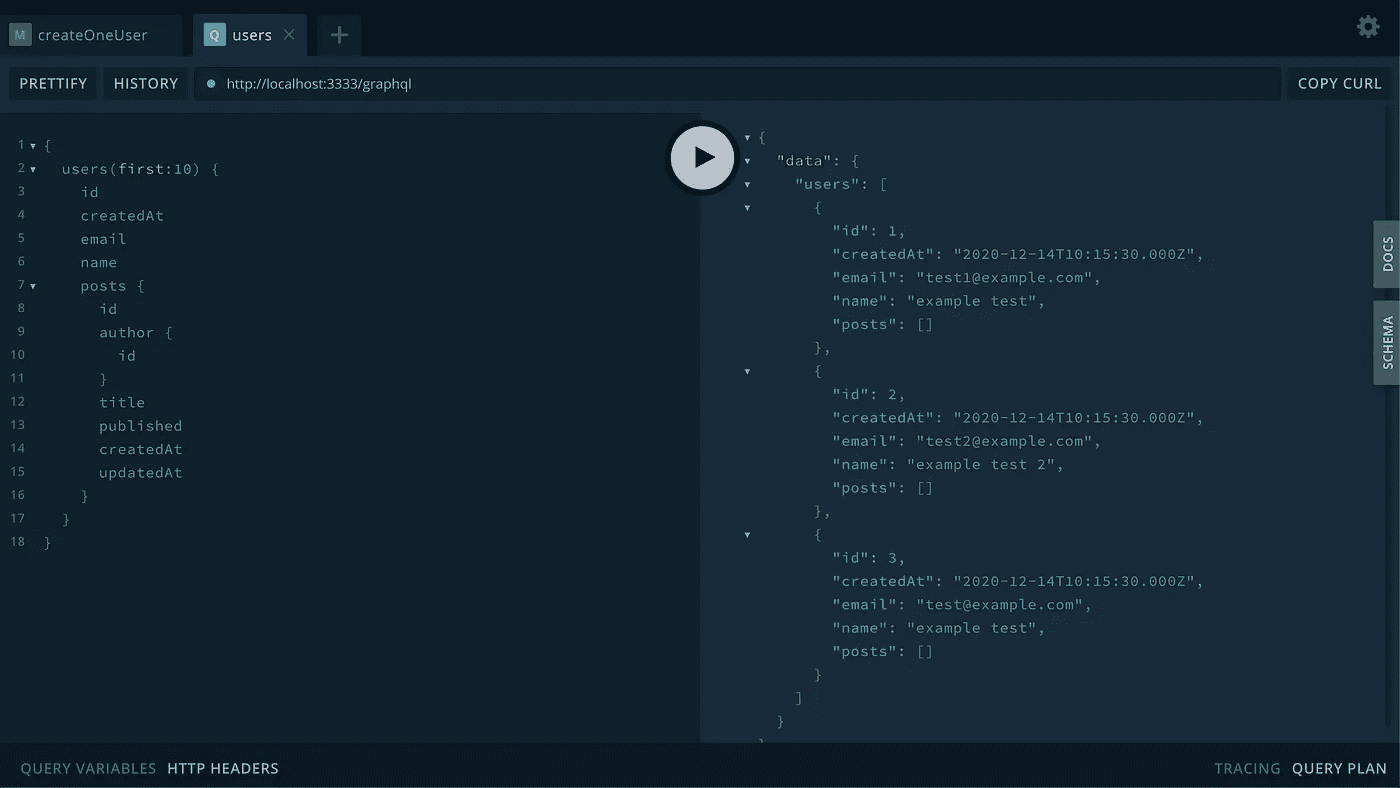 M createOneUser
Q users
PRETTIFY HISTORY http://localhost:3333/graphql COPY CURL
1 {
2 users(first:10) {
3 id
4 createdAt
5 email
6 name
7 posts {
8 id
9 author {
10 id
11 }
12 title
13 published
14 createdAt
15 updatedAt
16 }
17 }
18 }
{
"data": {
"users": [
{
"id": 1,
"createdAt": "2020-12-14T10:15:30.000Z",
"email": "test1@example.com",
"name": "example test",
"posts": []
},
{
"id": 2,
"createdAt": "2020-12-14T10:15:30.000Z",
"email": "test2@example.com",
"name": "example test 2",
"posts": []
},
{
"id": 3,
"createdAt": "2020-12-14T10:15:30.000Z",
"email": "test@example.com",
"name": "example test",
"posts": []
}
]
}
DOCS
SCHEMA
QUERY VARIABLES HTTP HEADERS TRACING QUERY PLAN